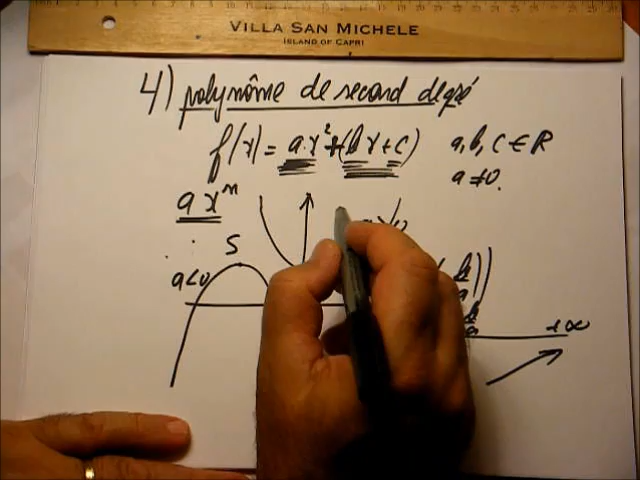 VILLA SAN MICHELE
ISLAND OF CAPRI
4) polynôme de second degré
f(x) = a.x² + (bx + c) a, b, c ∈ R
a ≠ 0.
a xⁿ
S
a < 0
+∞